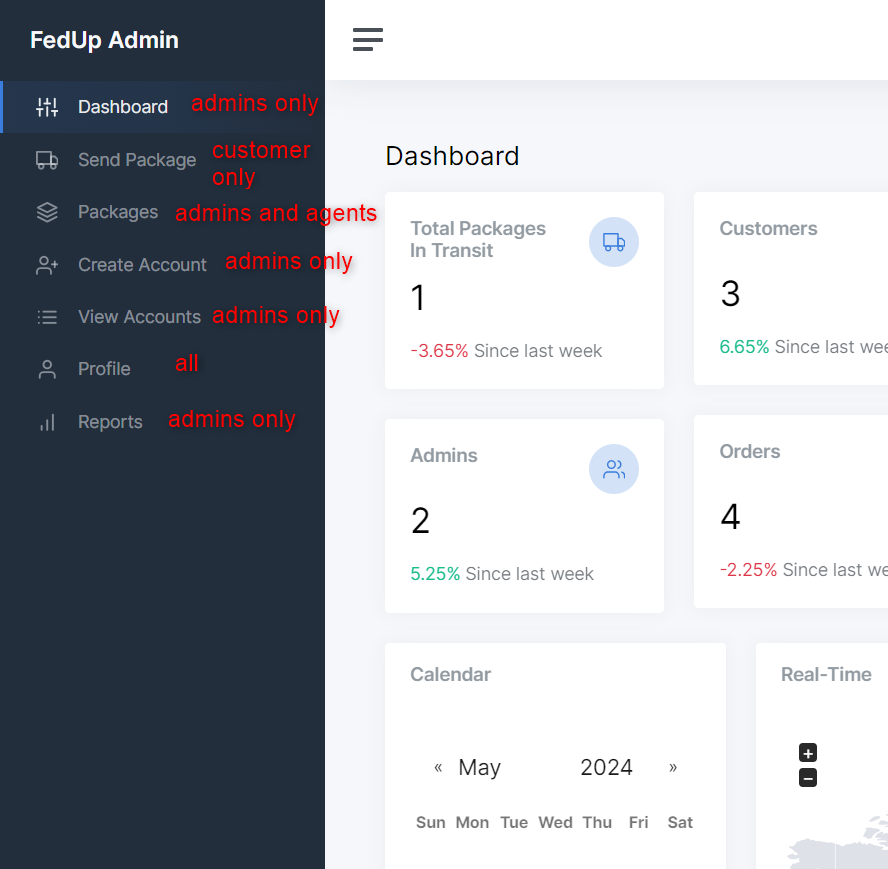 FedUp Admin
Dashboard admins only
Send Package customer
only
Packages admins and agents
Create Account admins only
View Accounts admins only
Profile all
Reports admins only
Dashboard
Total Packages
In Transit
1
-3.65% Since last week
Customers
3
6.65% Since last wee
Admins
2
5.25% Since last week
Orders
4
-2.25% Since last we
Calendar
« May 2024 »
Sun Mon Tue Wed Thu Fri Sat
Real-Time
+
−